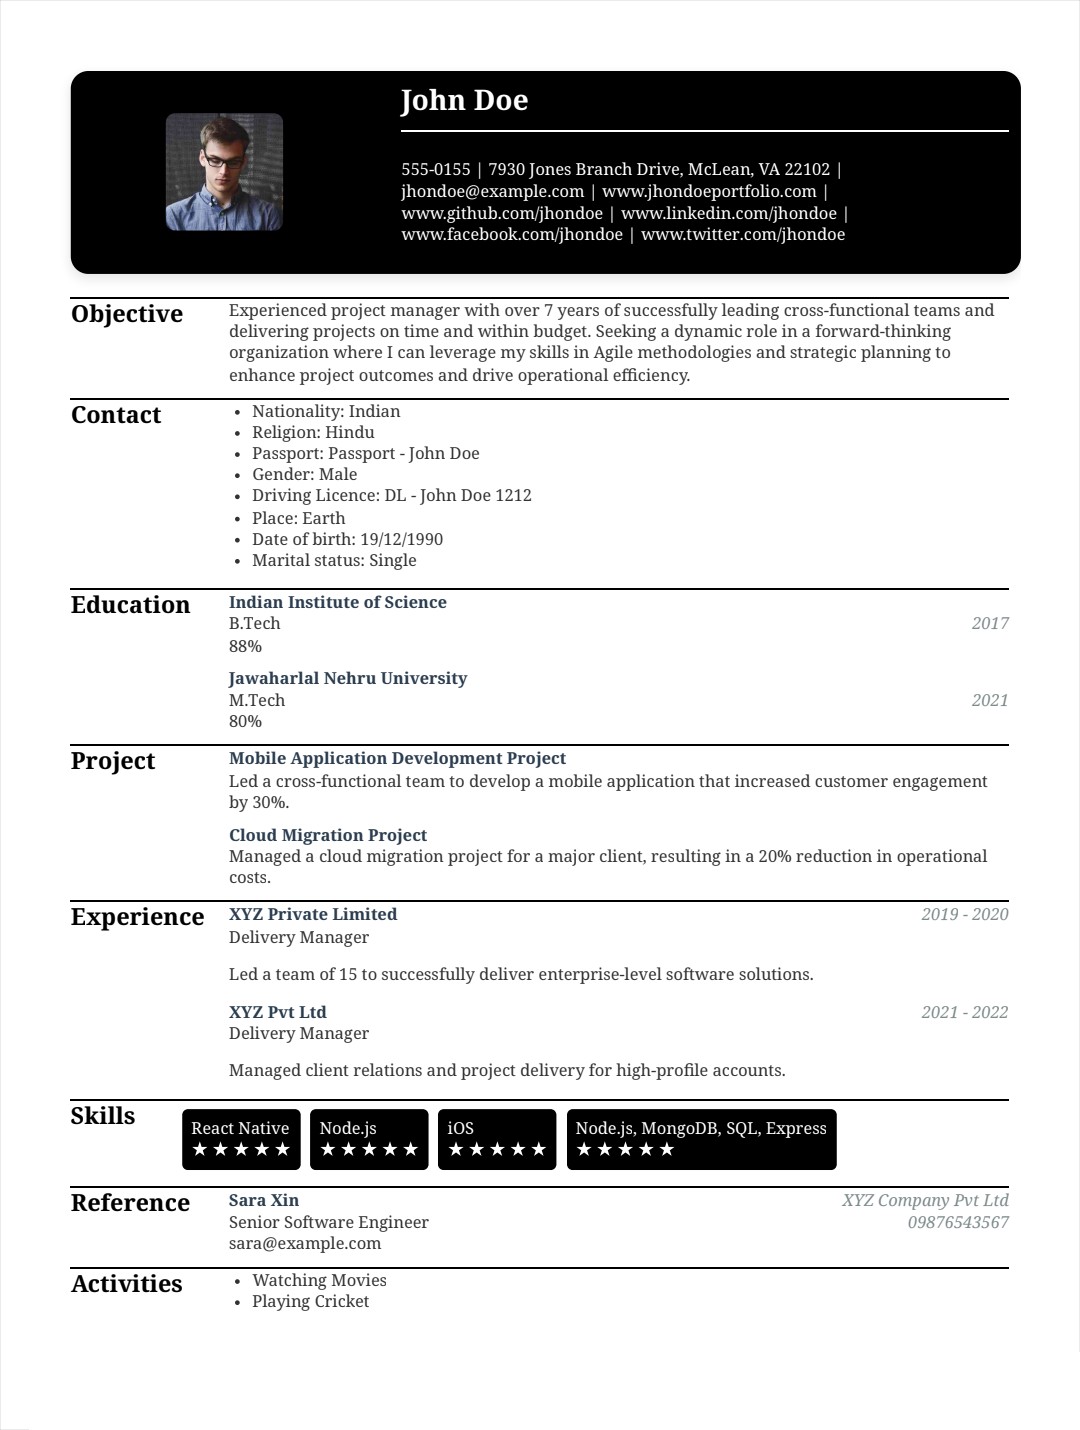 John Doe
555-0155 | 7930 Jones Branch Drive, McLean, VA 22102 |
jhondoe@example.com | www.jhondoeportfolio.com |
www.github.com/jhondoe | www.linkedin.com/jhondoe |
www.facebook.com/jhondoe | www.twitter.com/jhondoe
Objective
Experienced project manager with over 7 years of successfully leading cross-functional teams and
delivering projects on time and within budget. Seeking a dynamic role in a forward-thinking
organization where I can leverage my skills in Agile methodologies and strategic planning to
enhance project outcomes and drive operational efficiency.
Contact
• Nationality: Indian
• Religion: Hindu
• Passport: Passport - John Doe
• Gender: Male
• Driving Licence: DL - John Doe 1212
• Place: Earth
• Date of birth: 19/12/1990
• Marital status: Single
Education
Indian Institute of Science
B.Tech 2017
88%
Jawaharlal Nehru University
M.Tech 2021
80%
Project
Mobile Application Development Project
Led a cross-functional team to develop a mobile application that increased customer engagement
by 30%.
Cloud Migration Project
Managed a cloud migration project for a major client, resulting in a 20% reduction in operational
costs.
Experience
XYZ Private Limited 2019 - 2020
Delivery Manager
Led a team of 15 to successfully deliver enterprise-level software solutions.
XYZ Pvt Ltd 2021 - 2022
Delivery Manager
Managed client relations and project delivery for high-profile accounts.
Skills
React Native
★★★★★
Node.js
★★★★★
iOS
★★★★★
Node.js, MongoDB, SQL, Express
★★★★★
Reference
Sara Xin XYZ Company Pvt Ltd
Senior Software Engineer 09876543567
sara@example.com
Activities
• Watching Movies
• Playing Cricket